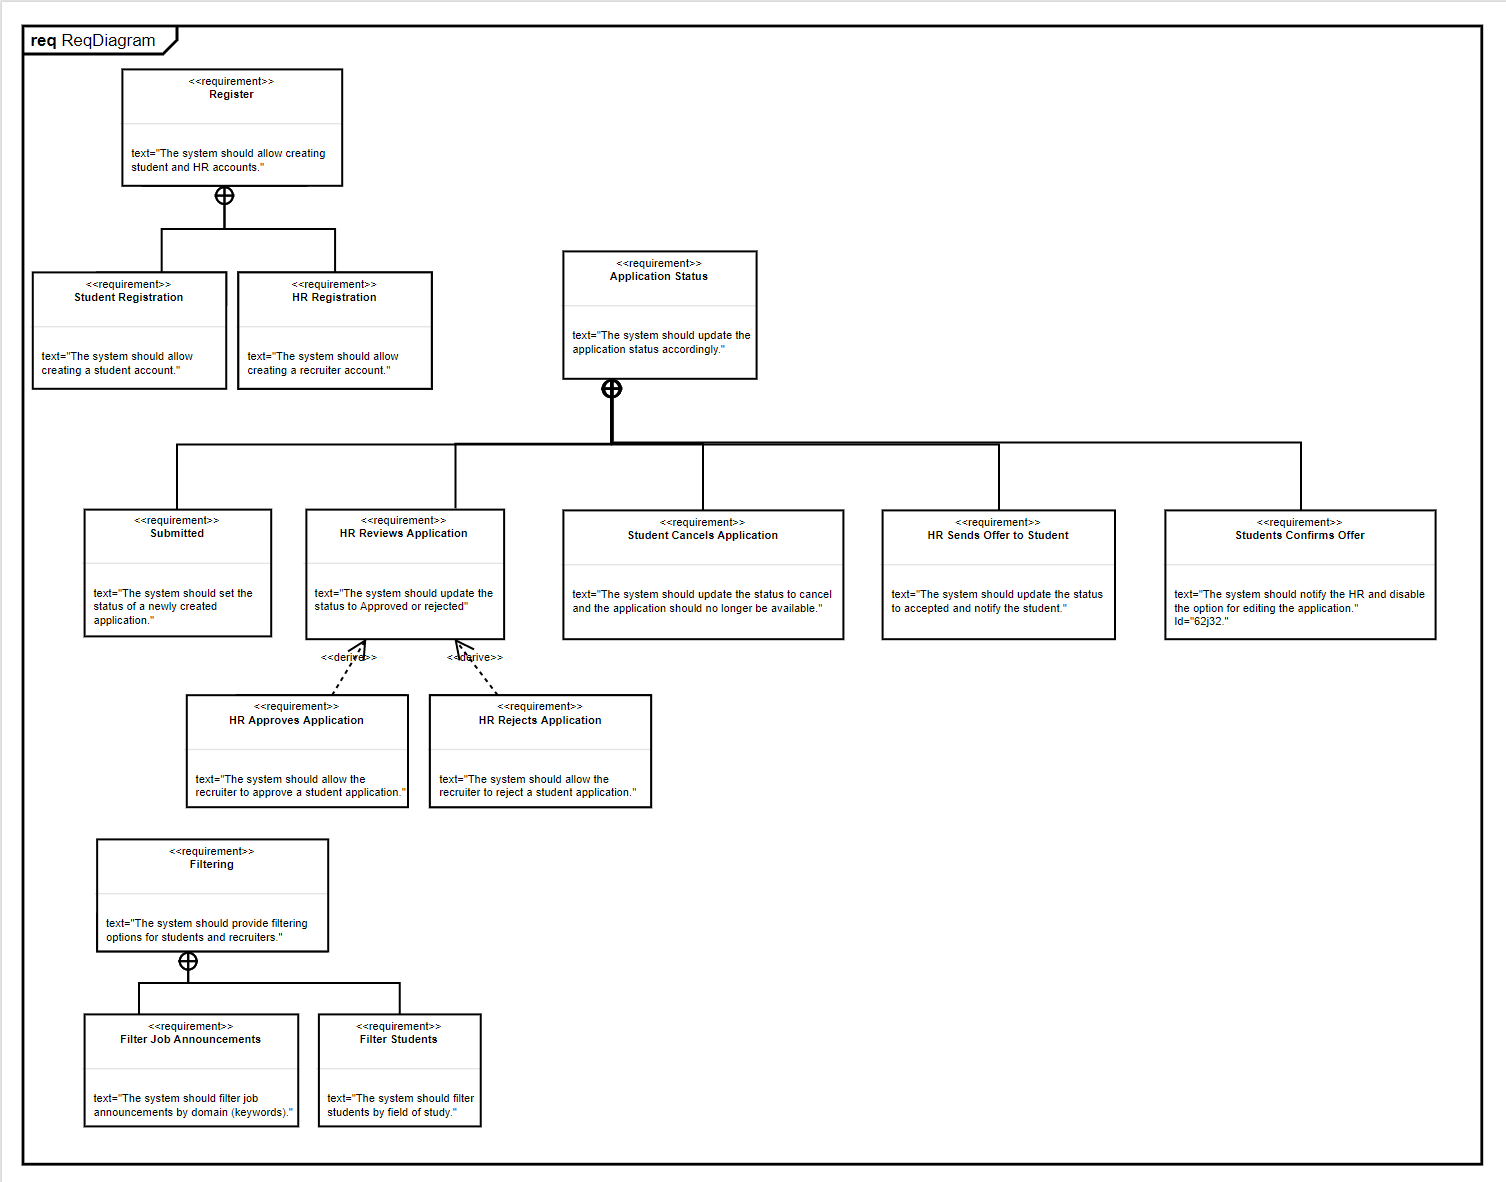 req ReqDiagram
<<requirement>>
Register
text="The system should allow creating
student and HR accounts."
<<requirement>>
Student Registration
text="The system should allow
creating a student account."
<<requirement>>
HR Registration
text="The system should allow
creating a recruiter account."
<<requirement>>
Application Status
text="The system should update the
application status accordingly."
<<requirement>>
Submitted
text="The system should set the
status of a newly created
application."
<<requirement>>
HR Reviews Application
text="The system should update the
status to Approved or rejected"
<<requirement>>
Student Cancels Application
text="The system should update the status to cancel
and the application should no longer be available."
<<requirement>>
HR Sends Offer to Student
text="The system should update the status
to accepted and notify the student."
<<requirement>>
Students Confirms Offer
text="The system should notify the HR and disable
the option for editing the application."
Id="62j32."
<<derive>>
<<derive>>
<<requirement>>
HR Approves Application
text="The system should allow the
recruiter to approve a student application."
<<requirement>>
HR Rejects Application
text="The system should allow the
recruiter to reject a student application."
<<requirement>>
Filtering
text="The system should provide filtering
options for students and recruiters."
<<requirement>>
Filter Job Announcements
text="The system should filter job
announcements by domain (keywords)."
<<requirement>>
Filter Students
text="The system should filter
students by field of study."